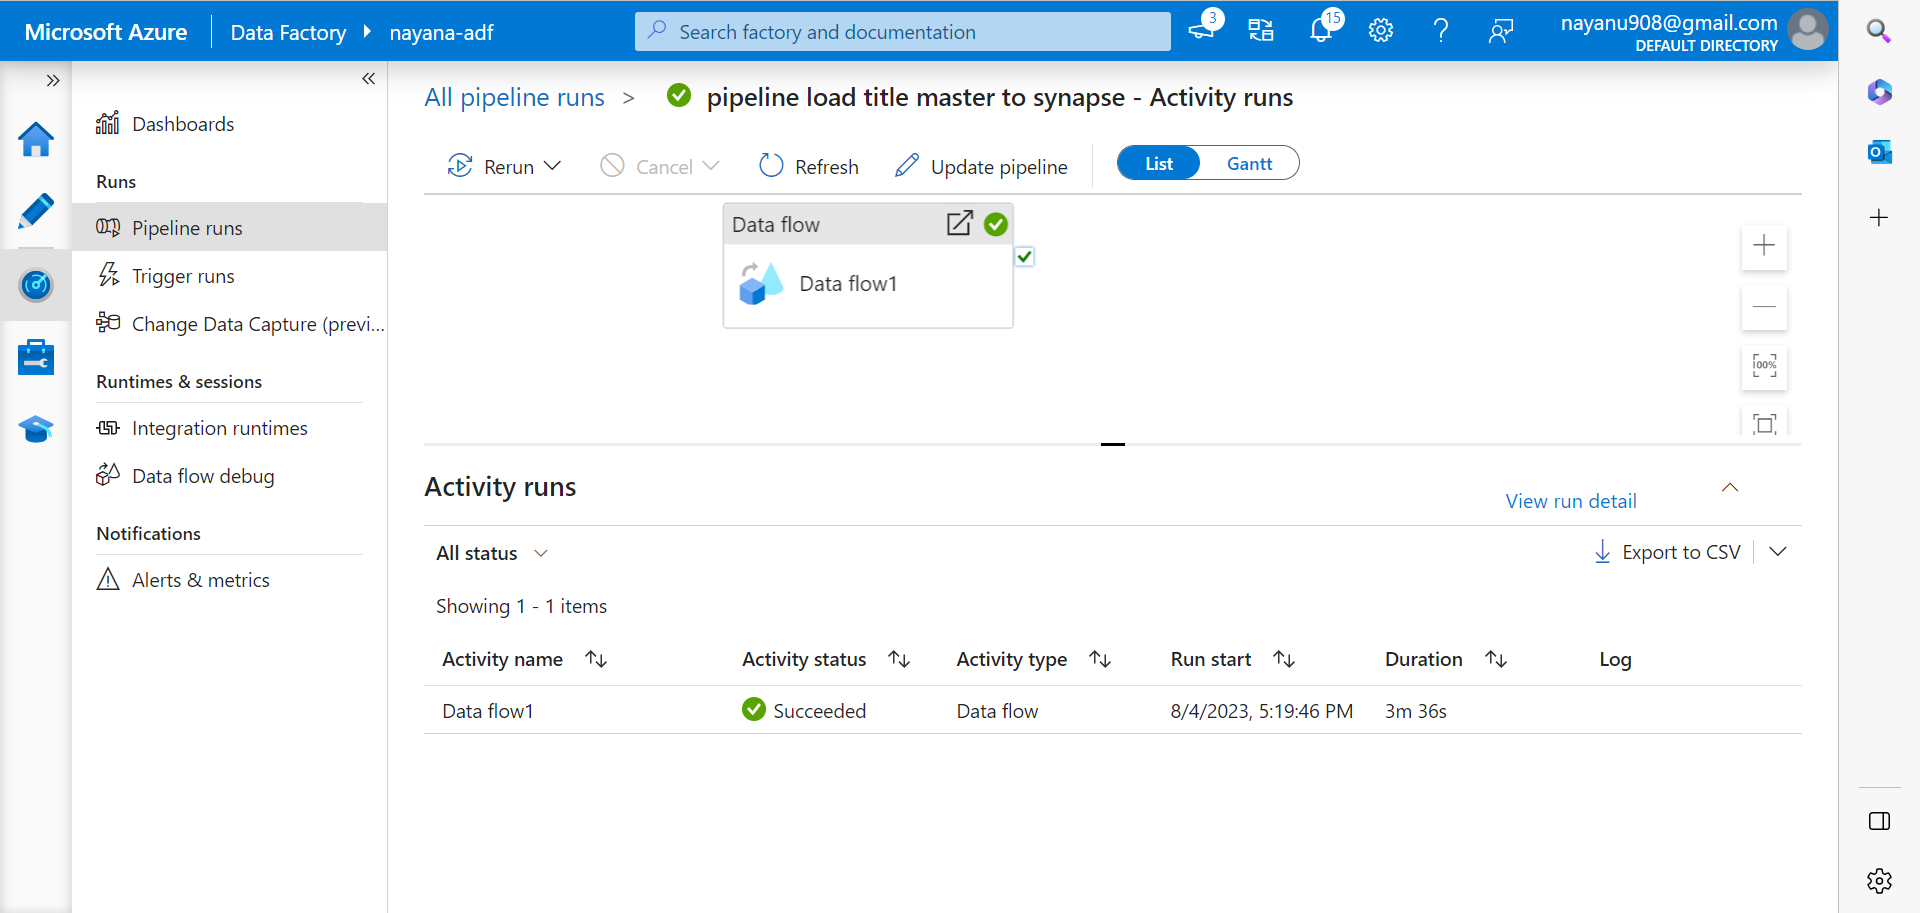 Microsoft Azure
Data Factory
nayana-adf
Search factory and documentation
3
15
nayanu908@gmail.com
DEFAULT DIRECTORY
Dashboards
Runs
Pipeline runs
Trigger runs
Change Data Capture (previ...
Runtimes & sessions
Integration runtimes
Data flow debug
Notifications
Alerts & metrics
All pipeline runs > pipeline load title master to synapse - Activity runs
Rerun
Cancel
Refresh
Update pipeline
List
Gantt
Data flow
Data flow1
100%
Activity runs
View run detail
All status
Export to CSV
Showing 1 - 1 items
Activity name Activity status Activity type Run start Duration Log
Data flow1 Succeeded Data flow 8/4/2023, 5:19:46 PM 3m 36s